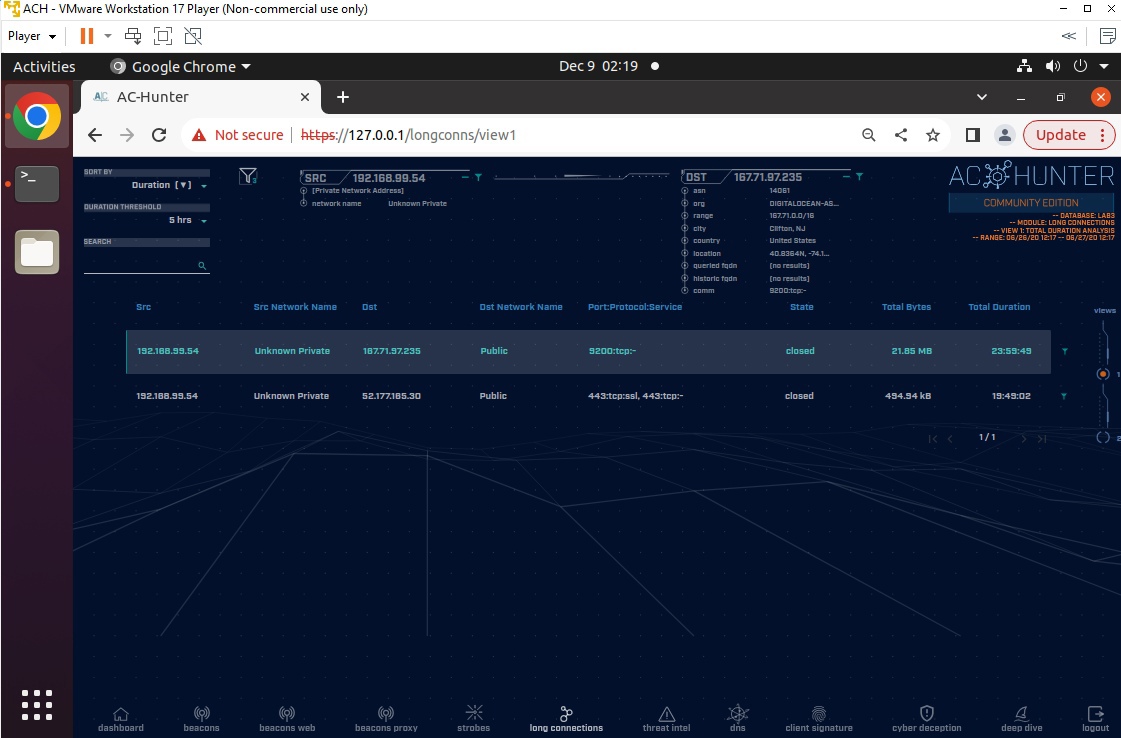 ACH - VMware Workstation 17 Player (Non-commercial use only)
Player
Activities
Google Chrome
Dec 9 02:19
AC-Hunter
Not secure
https://127.0.0.1/longconns/view1
Update
SORT BY
Duration [▼]
DURATION THRESHOLD
5 hrs
SEARCH
SRC 192.168.99.54
[Private Network Address]
network name Unknown Private
DST 167.71.97.235
asn 14061
org DIGITALOCEAN-AS...
range 167.71.0.0/16
city Clifton, NJ
country United States
location 40.8364N, -74.1...
queried fqdn [no results]
historic fqdn [no results]
comm 9200:tcp:-
AC HUNTER
COMMUNITY EDITION
-- DATABASE: LAB3
-- MODULE: LONG CONNECTIONS
-- VIEW 1: TOTAL DURATION ANALYSIS
-- RANGE: 06/26/20 12:17 -- 06/27/20 12:17
Src Src Network Name Dst Dst Network Name Port:Protocol:Service State Total Bytes Total Duration
192.168.99.54 Unknown Private 167.71.97.235 Public 9200:tcp:- closed 21.85 MB 23:59:49
192.168.99.54 Unknown Private 52.177.165.30 Public 443:tcp:ssl, 443:tcp:- closed 494.94 kB 19:49:02
views
1
2
1 / 1
dashboard
beacons
beacons web
beacons proxy
strobes
long connections
threat intel
dns
client signature
cyber deception
deep dive
logout